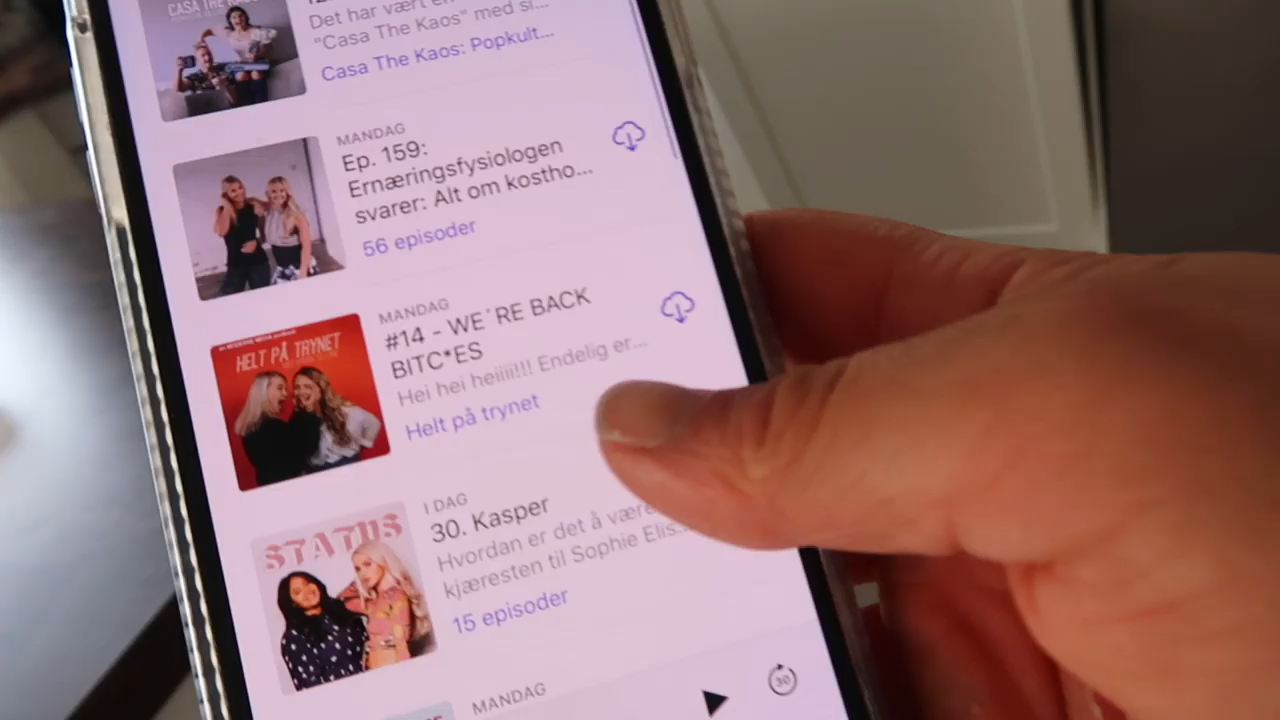 CASA THE KAOS
Det har vært en
"Casa The Kaos" med si...
Casa The Kaos: Popkult...
MANDAG
Ep. 159:
Ernæringsfysiologen
svarer: Alt om kostho...
56 episoder
MANDAG
#14 - WE´RE BACK
BITC*ES
Hei hei heiiii!!! Endelig er...
Helt på trynet
HELT PÅ TRYNET
I DAG
30. Kasper
Hvordan er det å være
kjæresten til Sophie Elis...
15 episoder
STATUS
MANDAG
30